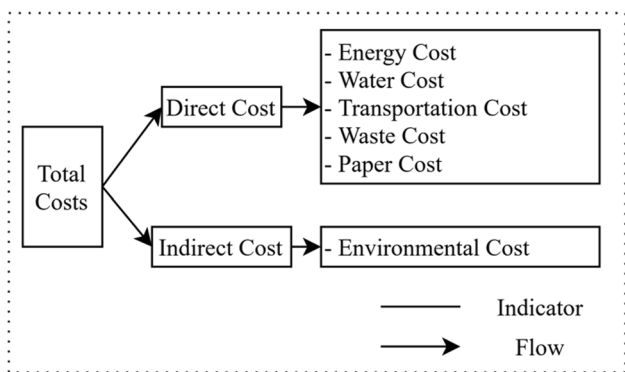 Total
Costs
Direct Cost
- Energy Cost
- Water Cost
- Transportation Cost
- Waste Cost
- Paper Cost
Indirect Cost
- Environmental Cost
Indicator
Flow